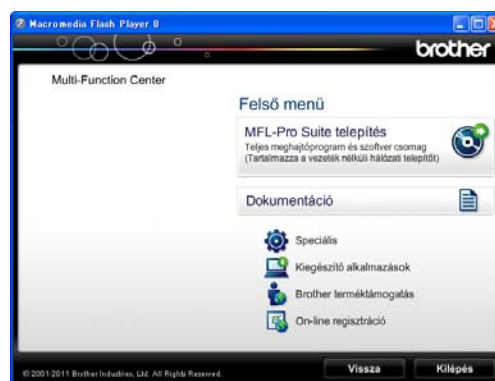 Macromedia Flash Player 8
brother
Multi-Function Center
Felső menü
MFL-Pro Suite telepítés
Teljes meghajtóprogram és szoftver csomag
(Tartalmazza a vezeték nélküli hálózati telepítőt)
Dokumentáció
Speciális
Kiegészítő alkalmazások
Brother terméktámogatás
On-line regisztráció
© 2001-2011 Brother Industries, Ltd. All Rights Reserved.
Vissza
Kilépés